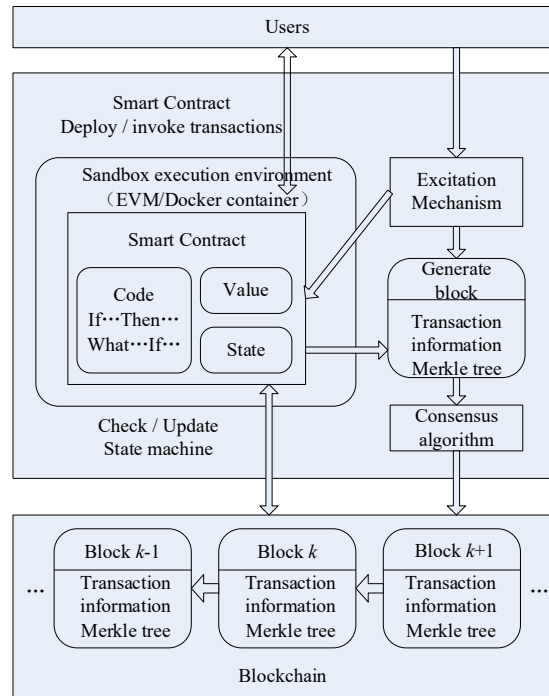 Users
Smart Contract
Deploy / invoke transactions
Sandbox execution environment
（EVM/Docker container）
Smart Contract
Code
If···Then···
What···If···
Value
State
Excitation
Mechanism
Generate
block
Transaction
information
Merkle tree
Consensus
algorithm
Check / Update
State machine
Block k-1
Transaction
information
Merkle tree
Block k
Transaction
information
Merkle tree
Block k+1
Transaction
information
Merkle tree
···
···
Blockchain